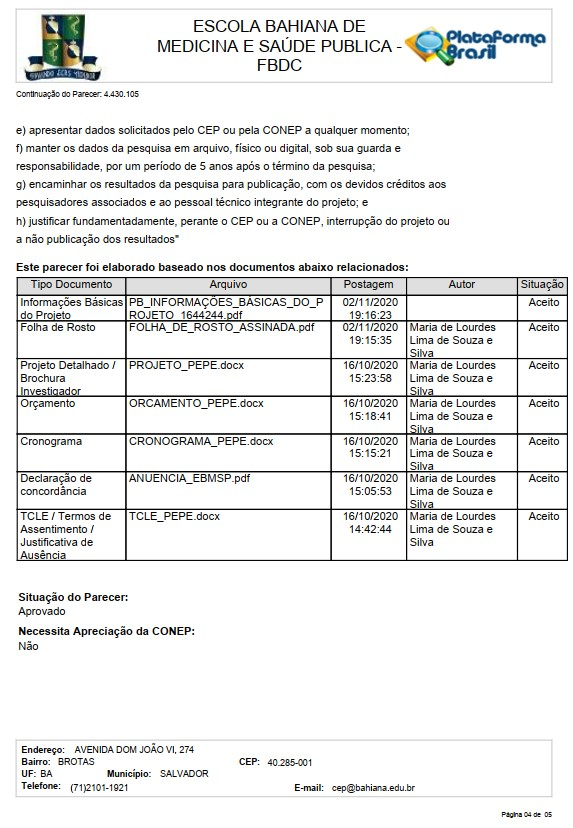 ESCOLA BAHIANA DE
MEDICINA E SAÚDE PUBLICA -
FBDC
Plataforma
Brasil
Continuação do Parecer: 4.430.105
e) apresentar dados solicitados pelo CEP ou pela CONEP a qualquer momento;
f) manter os dados da pesquisa em arquivo, físico ou digital, sob sua guarda e
responsabilidade, por um período de 5 anos após o término da pesquisa;
g) encaminhar os resultados da pesquisa para publicação, com os devidos créditos aos
pesquisadores associados e ao pessoal técnico integrante do projeto; e
h) justificar fundamentadamente, perante o CEP ou a CONEP, interrupção do projeto ou
a não publicação dos resultados"
Este parecer foi elaborado baseado nos documentos abaixo relacionados:
Tipo Documento Arquivo Postagem Autor Situação
Informações Básicas PB_INFORMAÇÕES_BÁSICAS_DO_P 02/11/2020 Aceito
do Projeto ROJETO_1644244.pdf 19:16:23
Folha de Rosto FOLHA_DE_ROSTO_ASSINADA.pdf 02/11/2020 Maria de Lourdes Aceito
19:15:35 Lima de Souza e
Silva
Projeto Detalhado / PROJETO_PEPE.docx 16/10/2020 Maria de Lourdes Aceito
Brochura 15:23:58 Lima de Souza e
Investigador Silva
Orçamento ORCAMENTO_PEPE.docx 16/10/2020 Maria de Lourdes Aceito
15:18:41 Lima de Souza e
Silva
Cronograma CRONOGRAMA_PEPE.docx 16/10/2020 Maria de Lourdes Aceito
15:15:21 Lima de Souza e
Silva
Declaração de ANUENCIA_EBMSP.pdf 16/10/2020 Maria de Lourdes Aceito
concordância 15:05:53 Lima de Souza e
Silva
TCLE / Termos de TCLE_PEPE.docx 16/10/2020 Maria de Lourdes Aceito
Assentimento / 14:42:44 Lima de Souza e
Justificativa de Silva
Ausência
Situação do Parecer:
Aprovado
Necessita Apreciação da CONEP:
Não
Endereço: AVENIDA DOM JOÃO VI, 274
Bairro: BROTAS CEP: 40.285-001
UF: BA Município: SALVADOR
Telefone: (71)2101-1921 E-mail: cep@bahiana.edu.br
Página 04 de 05